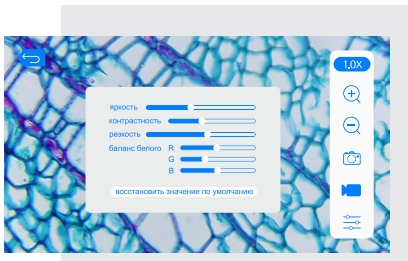 1.0X
яркость
контрастность
резкость
баланс белого R
G
B
восстановить значение по умолчанию